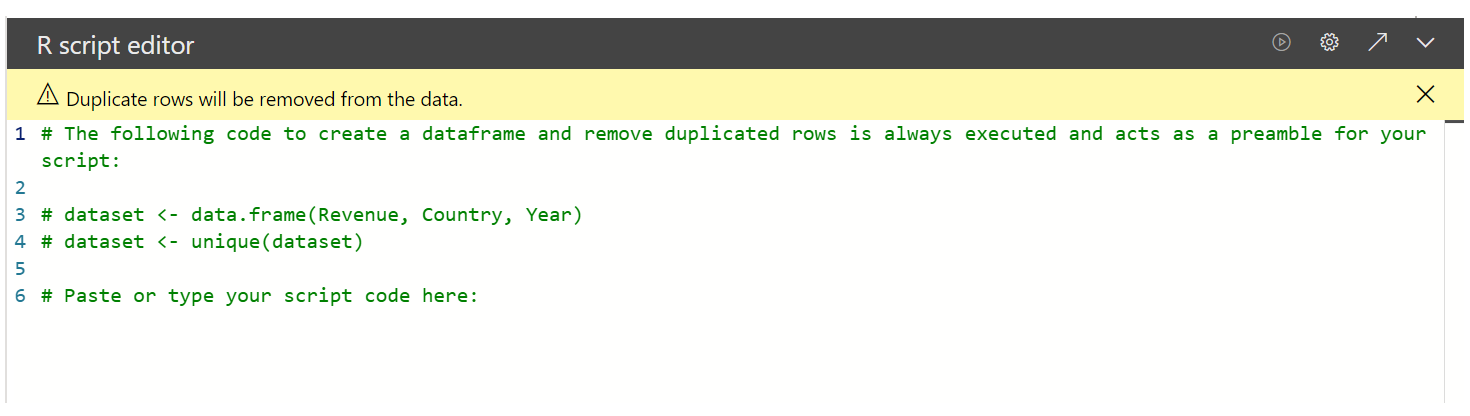 R script editor
Duplicate rows will be removed from the data.
1 # The following code to create a dataframe and remove duplicated rows is always executed and acts as a preamble for your
script:
2
3 # dataset <- data.frame(Revenue, Country, Year)
4 # dataset <- unique(dataset)
5
6 # Paste or type your script code here: